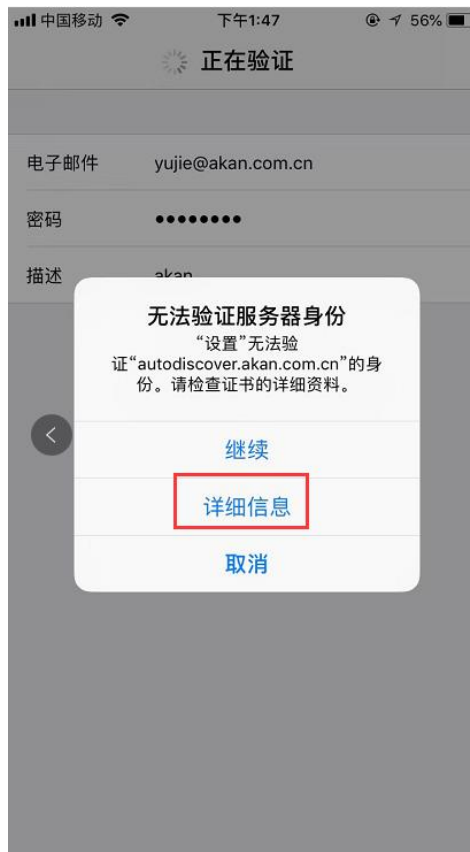 中国移动 下午1:47 56%
正在验证
电子邮件 yujie@akan.com.cn
密码 ••••••••
描述 akan
无法验证服务器身份
“设置”无法验
证“autodiscover.akan.com.cn”的身
份。请检查证书的详细资料。
继续
详细信息
取消